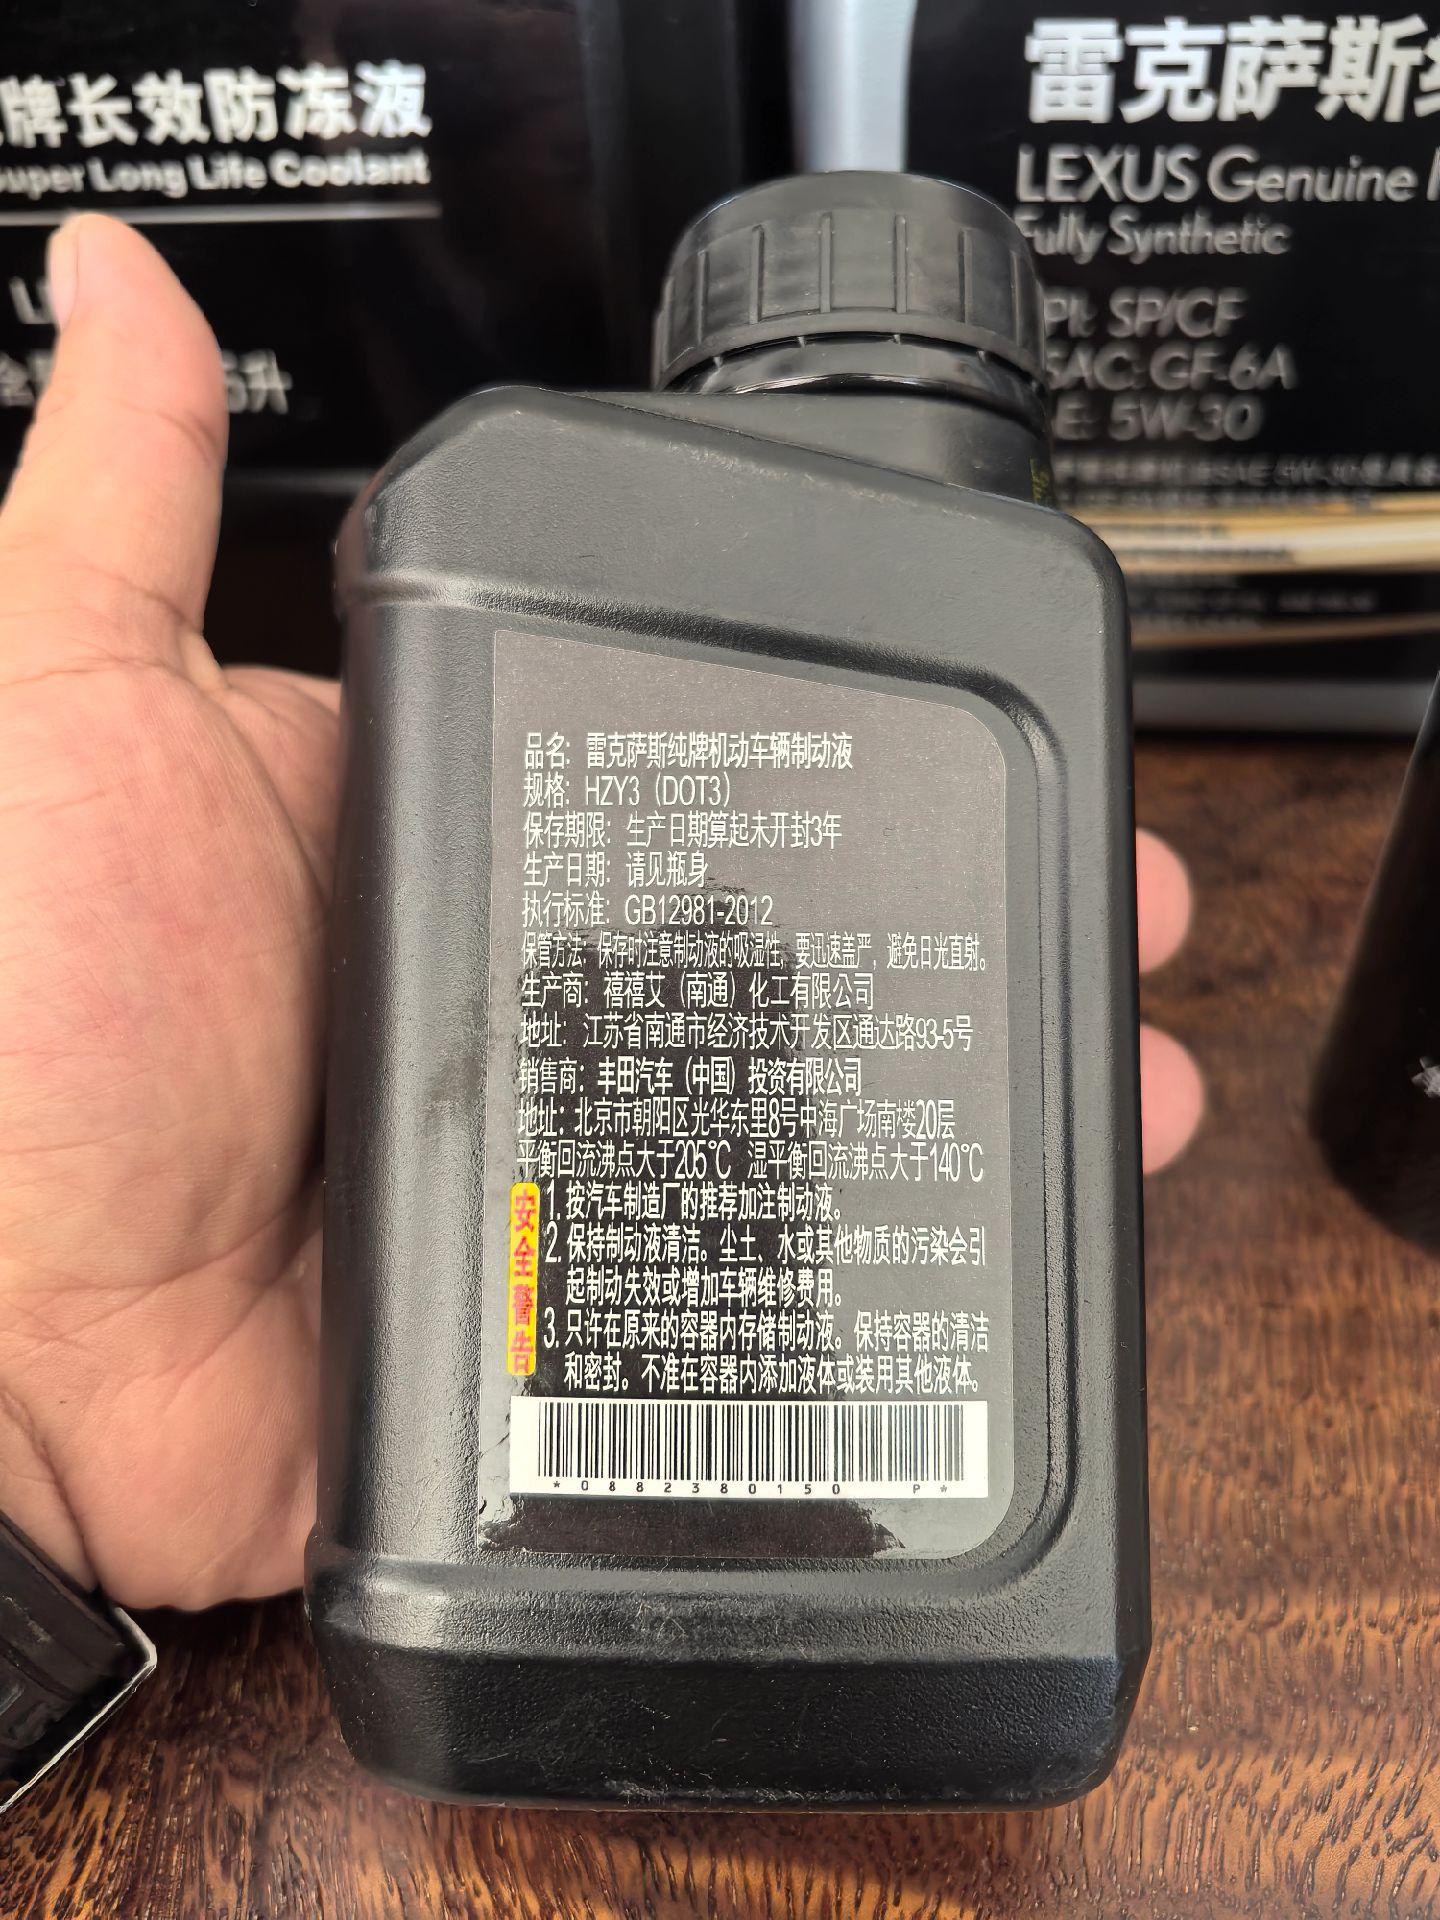 牌长效防冻液
Super Long Life Coolant
5升
雷克萨斯
LEXUS Genuine
Fully Synthetic
API: SP/CF
ILSAC: GF-6A
SAE: 5W-30
品名：雷克萨斯纯牌机动车辆制动液
规格：HZY3（DOT3）
保存期限：生产日期算起未开封3年
生产日期：请见瓶身
执行标准：GB12981-2012
保管方法：保存时注意制动液的吸湿性，要迅速盖严，避免日光直射。
生产商：禧禧艾（南通）化工有限公司
地址：江苏省南通市经济技术开发区通达路93-5号
销售商：丰田汽车（中国）投资有限公司
地址：北京市朝阳区光华东里8号中海广场南楼20层
平衡回流沸点大于205℃ 湿平衡回流沸点大于140℃
安全警告
1. 按汽车制造厂的推荐加注制动液。
2. 保持制动液清洁。尘土、水或其他物质的污染会引
起制动失效或增加车辆维修费用。
3. 只许在原来的容器内存储制动液。保持容器的清洁
和密封。不准在容器内添加液体或装用其他液体。
*0882380150 P*